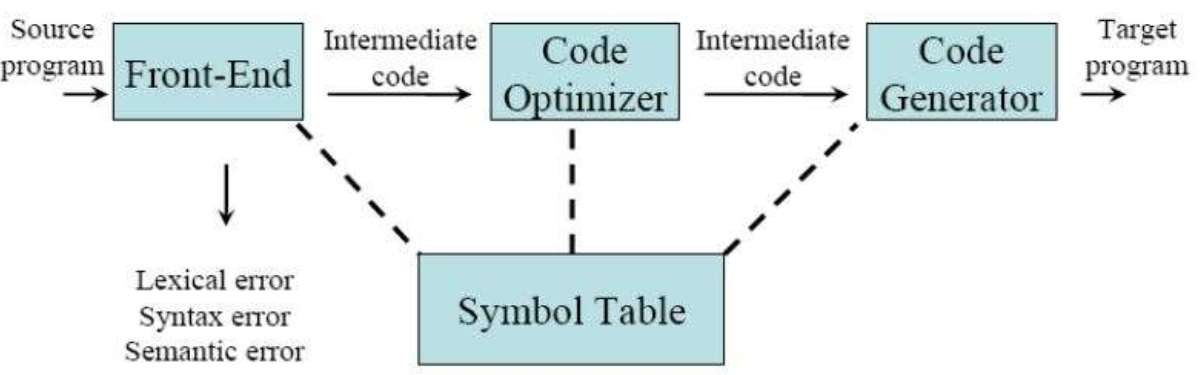 Source
program
Front-End
Intermediate
code
Code
Optimizer
Intermediate
code
Code
Generator
Target
program
Lexical error
Syntax error
Semantic error
Symbol Table